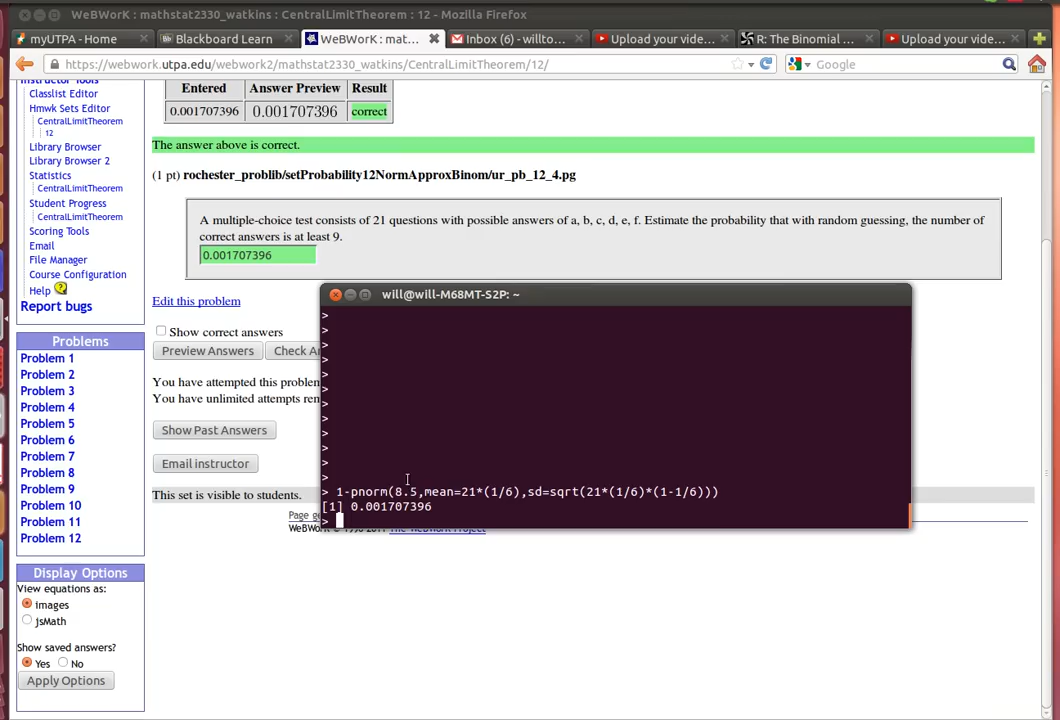 WeBWorK : mathstat2330_watkins : CentralLimitTheorem : 12 - Mozilla Firefox
myUTPA - Home
Blackboard Learn
WeBWorK : mat...
Inbox (6) - willto...
Upload your vide...
R: The Binomial ...
Upload your vide...
https://webwork.utpa.edu/webwork2/mathstat2330_watkins/CentralLimitTheorem/12/
Google
Instructor Tools
Classlist Editor
Hmwk Sets Editor
CentralLimitTheorem
12
Library Browser
Library Browser 2
Statistics
CentralLimitTheorem
Student Progress
CentralLimitTheorem
Scoring Tools
Email
File Manager
Course Configuration
Help
Report bugs
Problems
Problem 1
Problem 2
Problem 3
Problem 4
Problem 5
Problem 6
Problem 7
Problem 8
Problem 9
Problem 10
Problem 11
Problem 12
Display Options
View equations as:
images
jsMath
Show saved answers?
Yes No
Apply Options
Entered Answer Preview Result
0.001707396 0.001707396 correct
The answer above is correct.
(1 pt) rochester_problib/setProbability12NormApproxBinom/ur_pb_12_4.pg
A multiple-choice test consists of 21 questions with possible answers of a, b, c, d, e, f. Estimate the probability that with random guessing, the number of
correct answers is at least 9.
0.001707396
Edit this problem
Show correct answers
Preview Answers Check An
You have attempted this problem
You have unlimited attempts rem
Show Past Answers
Email instructor
This set is visible to students.
Page ge
The WeBWorK Project
will@will-M68MT-S2P: ~
>
>
>
>
>
>
>
>
>
>
>
>
> 1-pnorm(8.5,mean=21*(1/6),sd=sqrt(21*(1/6)*(1-1/6)))
[1] 0.001707396
>